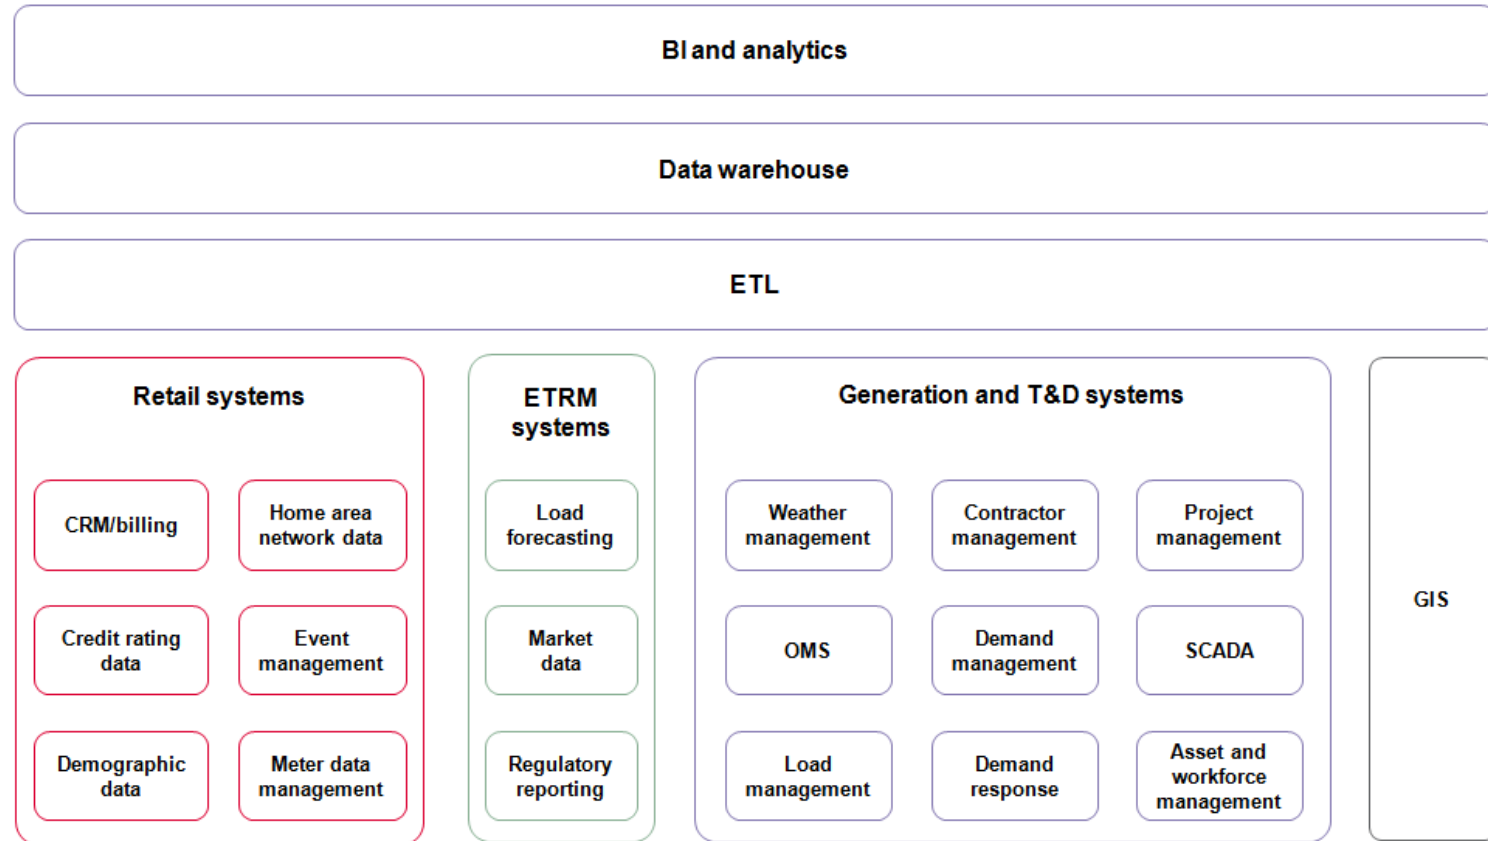 BI and analytics
Data warehouse
ETL
Retail systems
CRM/billing
Home area
network data
Credit rating
data
Event
management
Demographic
data
Meter data
management
ETRM
systems
Load
forecasting
Market
data
Regulatory
reporting
Generation and T&D systems
Weather
management
Contractor
management
Project
management
OMS
Demand
management
SCADA
Load
management
Demand
response
Asset and
workforce
management
GIS